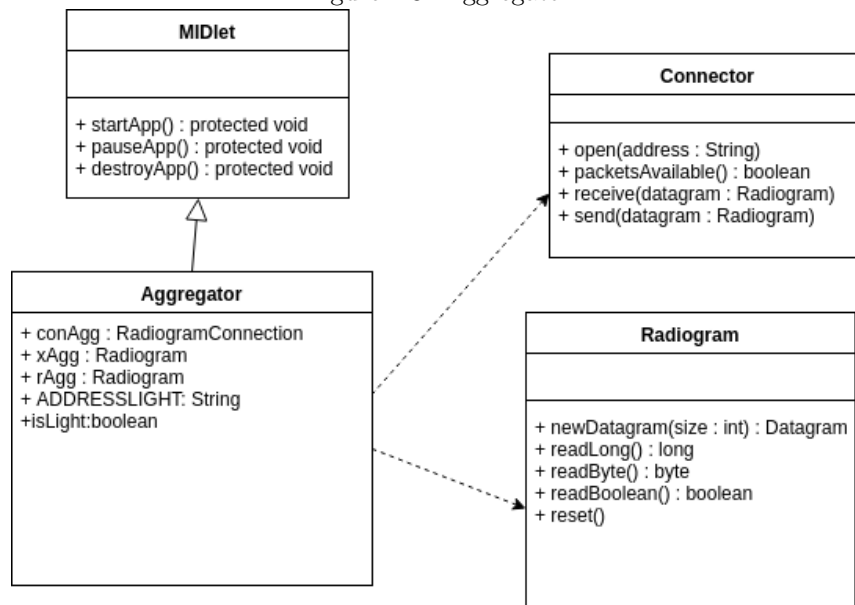 MIDlet
+ startApp() : protected void
+ pauseApp() : protected void
+ destroyApp() : protected void
Connector
+ open(address : String)
+ packetsAvailable() : boolean
+ receive(datagram : Radiogram)
+ send(datagram : Radiogram)
Aggregator
+ conAgg : RadiogramConnection
+ xAgg : Radiogram
+ rAgg : Radiogram
+ ADDRESSLIGHT: String
+isLight:boolean
Radiogram
+ newDatagram(size : int) : Datagram
+ readLong() : long
+ readByte() : byte
+ readBoolean() : boolean
+ reset()